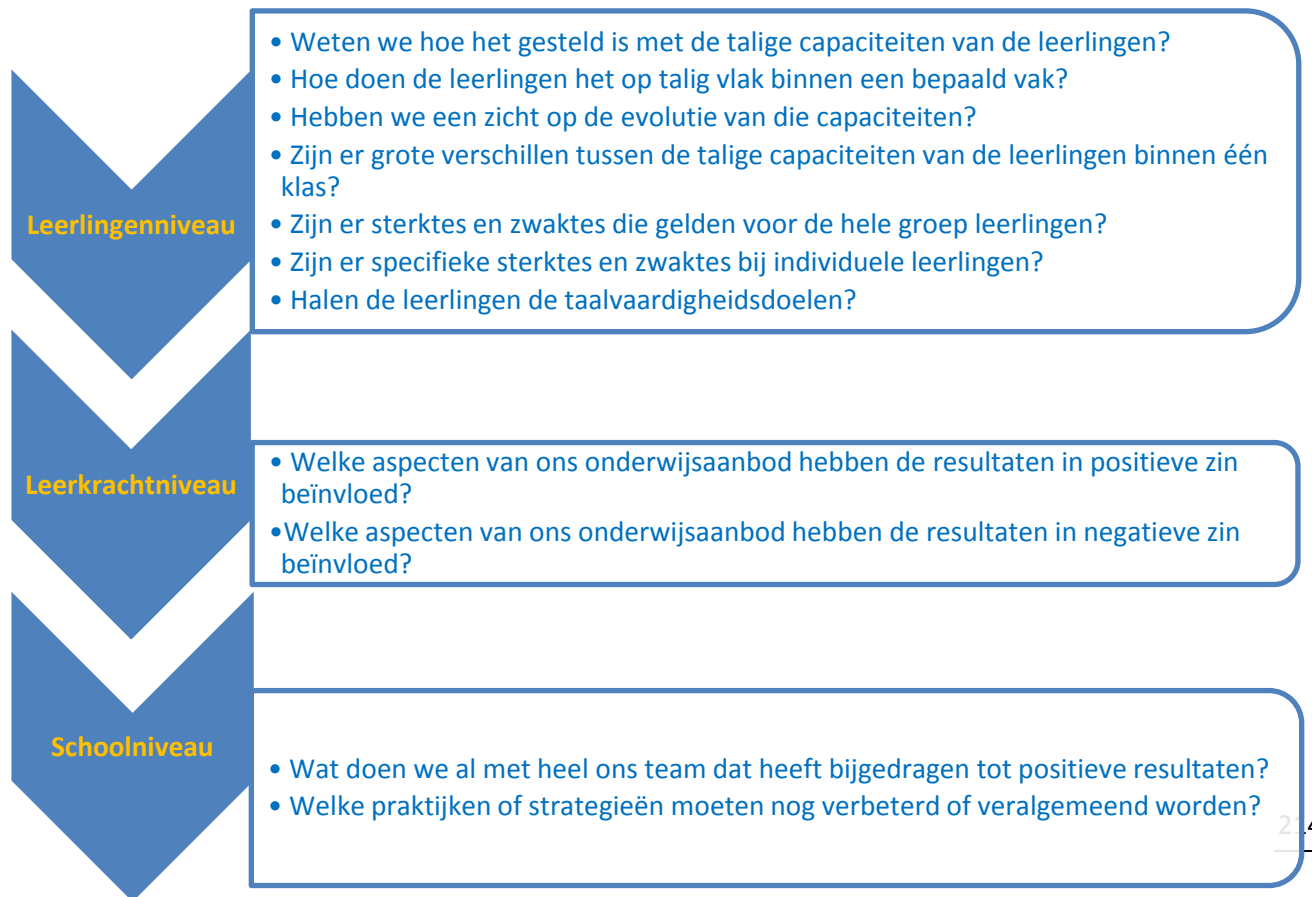 • Weten we hoe het gesteld is met de talige capaciteiten van de leerlingen?
• Hoe doen de leerlingen het op talig vlak binnen een bepaald vak?
• Hebben we een zicht op de evolutie van die capaciteiten?
• Zijn er grote verschillen tussen de talige capaciteiten van de leerlingen binnen één
klas?
Leerlingenniveau
• Zijn er sterktes en zwaktes die gelden voor de hele groep leerlingen?
• Zijn er specifieke sterktes en zwaktes bij individuele leerlingen?
• Halen de leerlingen de taalvaardigheidsdoelen?
Leerkrachtniveau
• Welke aspecten van ons onderwijsaanbod hebben de resultaten in positieve zin
beïnvloed?
•Welke aspecten van ons onderwijsaanbod hebben de resultaten in negatieve zin
beïnvloed?
Schoolniveau
• Wat doen we al met heel ons team dat heeft bijgedragen tot positieve resultaten?
• Welke praktijken of strategieën moeten nog verbeterd of veralgemeend worden?
214